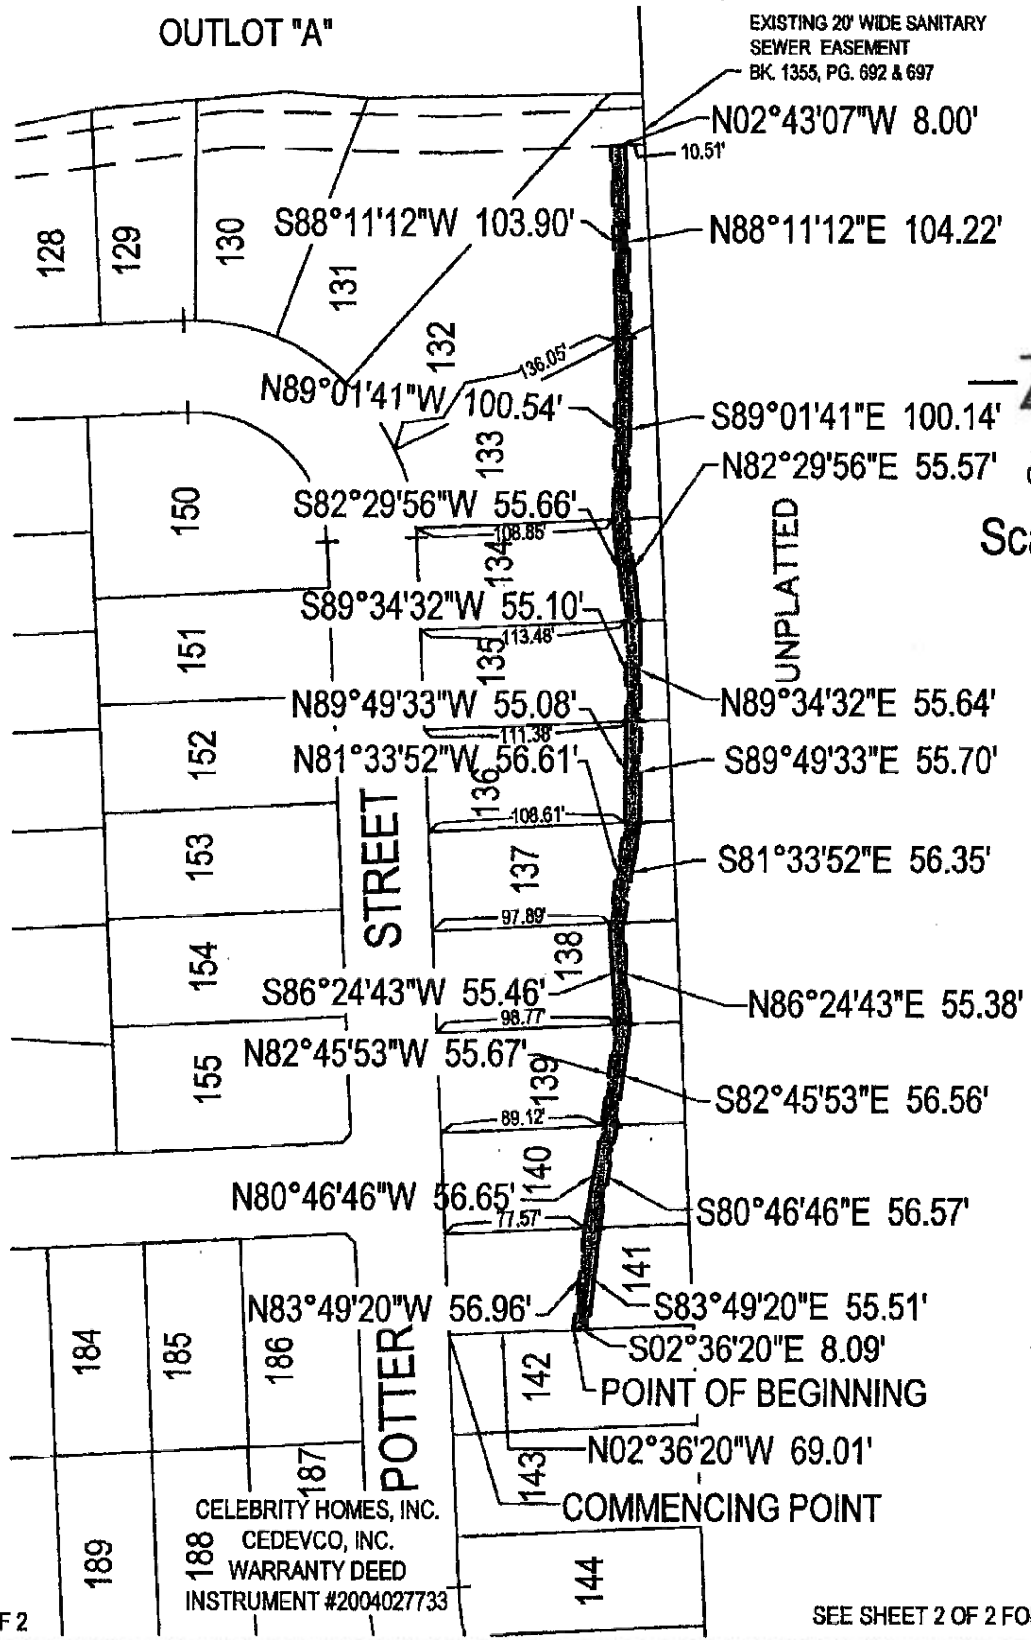 OUTLOT "A"
EXISTING 20' WIDE SANITARY
SEWER EASEMENT
BK. 1355, PG. 692 & 697
N02°43'07"W 8.00'
10.51'
128
129
130
131
132
S88°11'12"W 103.90'
N88°11'12"E 104.22'
136.05'
N89°01'41"W 100.54'
S89°01'41"E 100.14'
133
N82°29'56"E 55.57'
150
S82°29'56"W 55.66'
108.85'
134
UNPLATTED
Sca
S89°34'32"W 55.10'
113.48'
151
135
N89°49'33"W 55.08'
N89°34'32"E 55.64'
111.38'
152
N81°33'52"W 56.61'
S89°49'33"E 55.70'
136
108.61'
153
STREET
137
S81°33'52"E 56.35'
97.89'
154
138
S86°24'43"W 55.46'
N86°24'43"E 55.38'
98.77'
155
N82°45'53"W 55.67'
139
S82°45'53"E 56.56'
89.12'
140
N80°46'46"W 56.65'
S80°46'46"E 56.57'
77.57'
141
N83°49'20"W 56.96'
S83°49'20"E 55.51'
184
185
186
POTTER
142
S02°36'20"E 8.09'
POINT OF BEGINNING
N02°36'20"W 69.01'
187
143
COMMENCING POINT
CELEBRITY HOMES, INC.
CEDEVCO, INC.
WARRANTY DEED
INSTRUMENT #2004027733
189
188
144
F 2
SEE SHEET 2 OF 2 FO